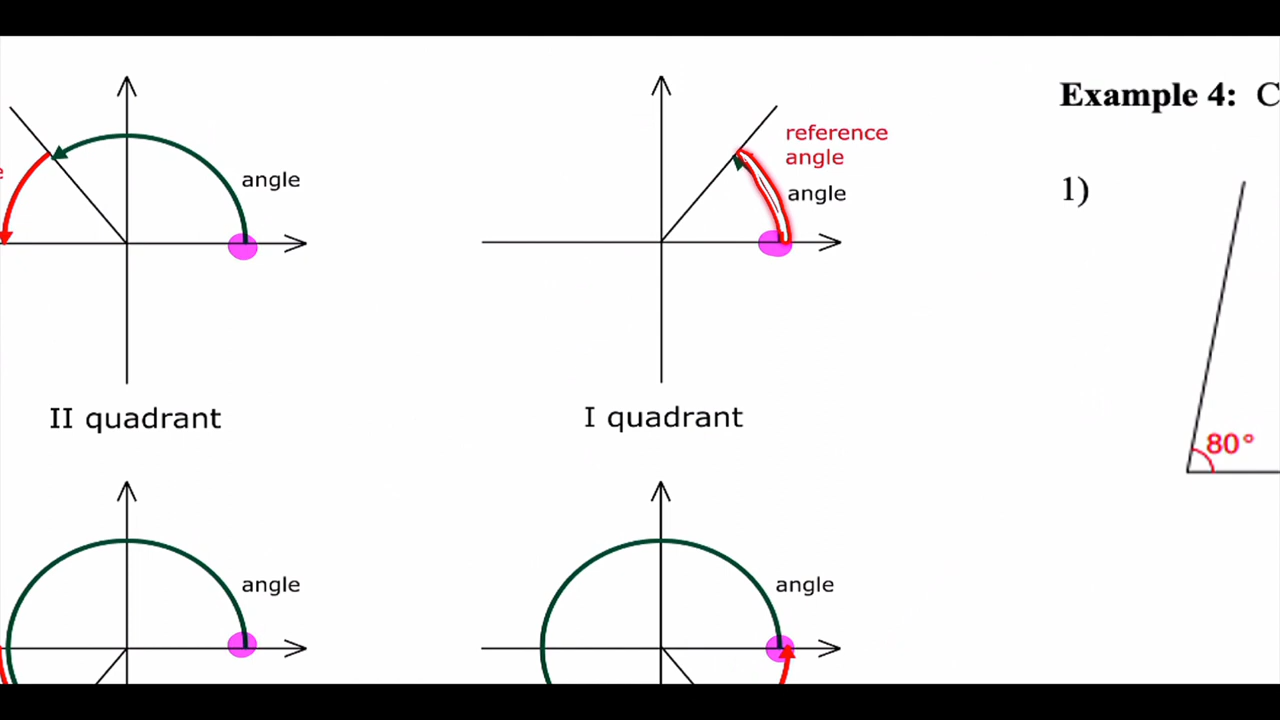 e
angle
II quadrant
angle
reference
angle
angle
I quadrant
angle
Example 4: C
1)
80°